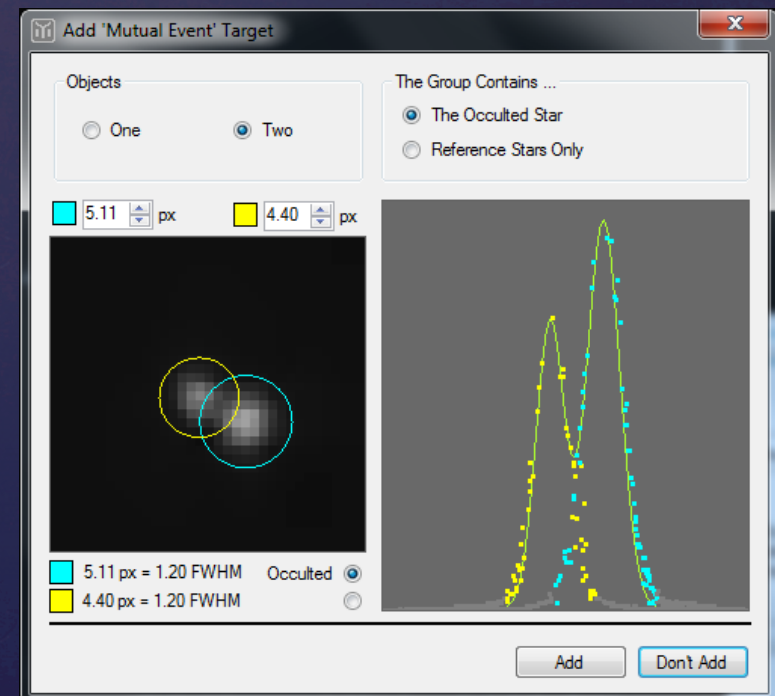 Add 'Mutual Event' Target
Objects
One
Two
The Group Contains ...
The Occulted Star
Reference Stars Only
5.11 px
4.40 px
5.11 px = 1.20 FWHM Occulted
4.40 px = 1.20 FWHM
Add
Don't Add